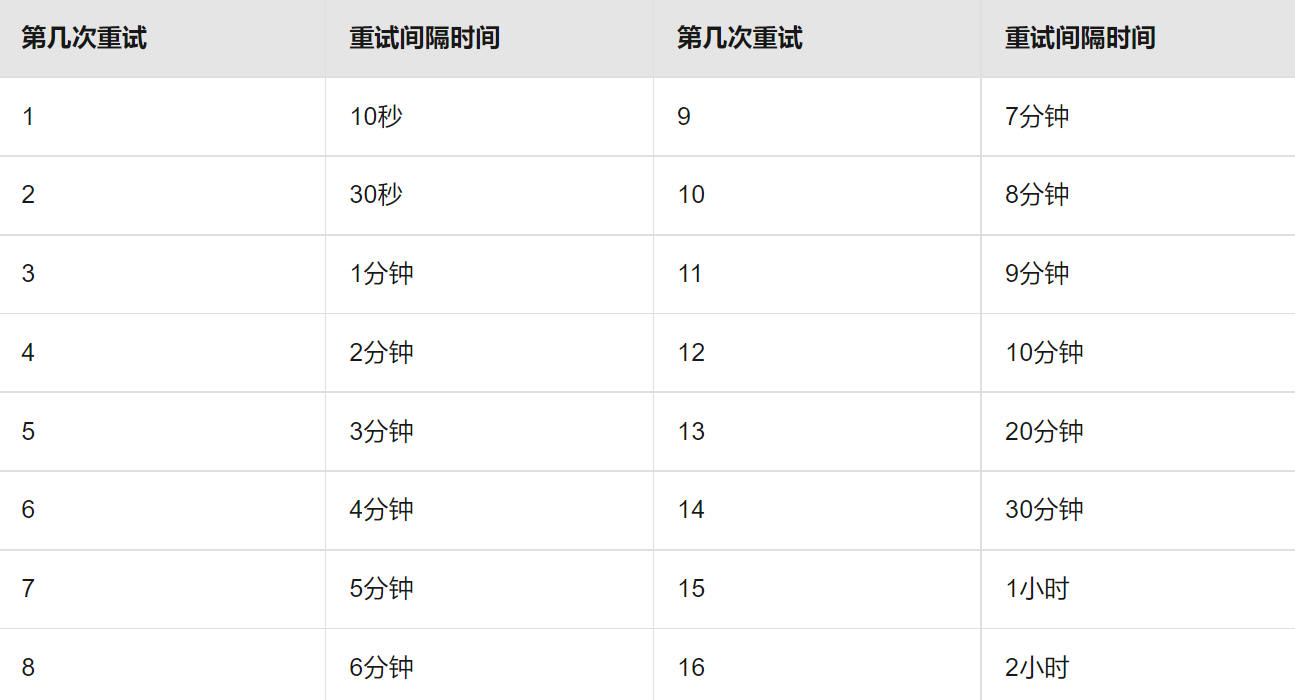 第几次重试 重试间隔时间 第几次重试 重试间隔时间
1 10秒 9 7分钟
2 30秒 10 8分钟
3 1分钟 11 9分钟
4 2分钟 12 10分钟
5 3分钟 13 20分钟
6 4分钟 14 30分钟
7 5分钟 15 1小时
8 6分钟 16 2小时